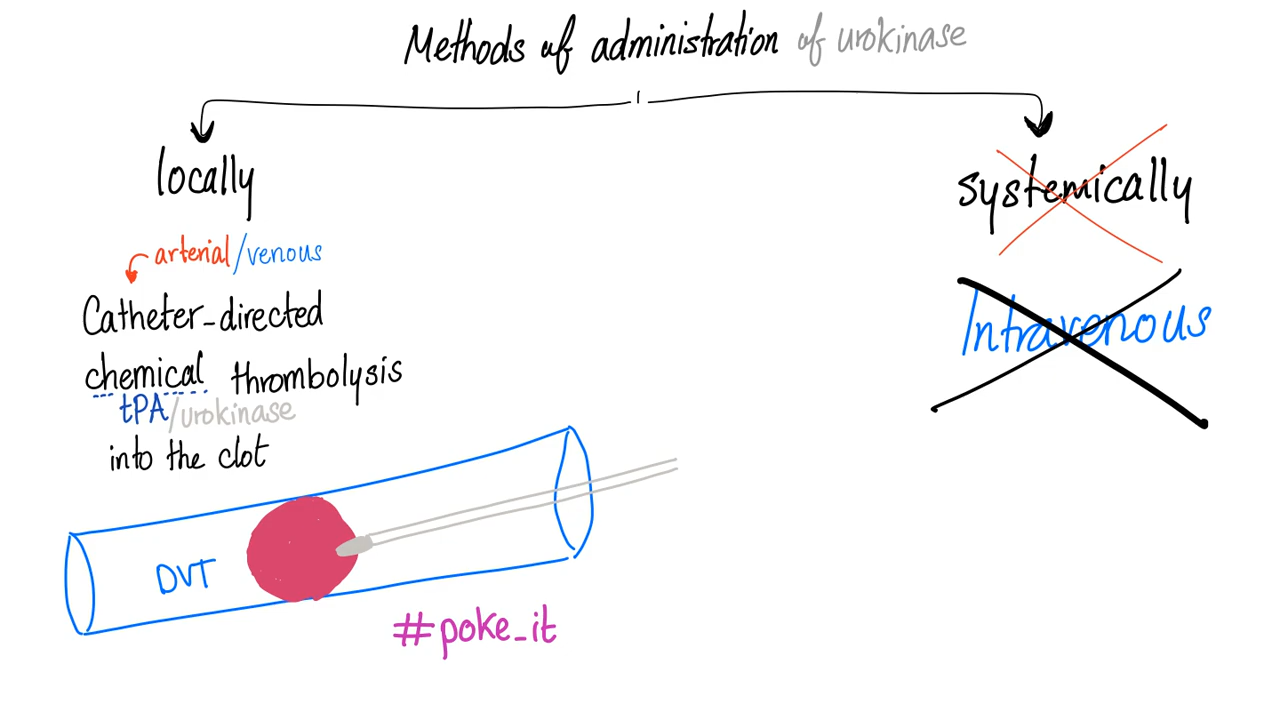 Methods of administration of urokinase
locally
arterial/venous
Catheter-directed
chemical thrombolysis
tPA/urokinase
into the clot
DVT
#poke_it
systemically
Intravenous